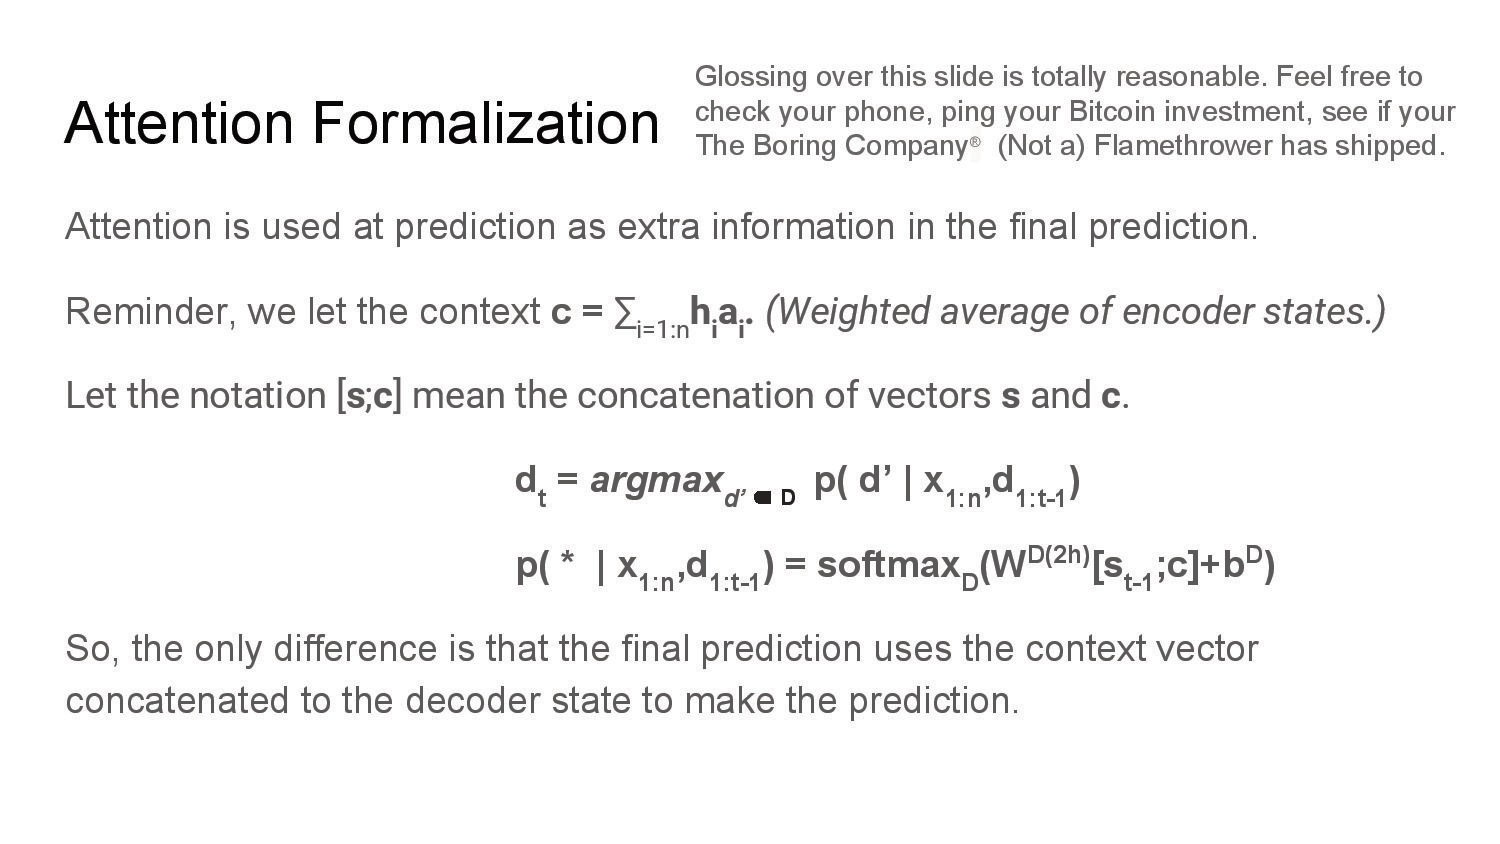 Attention Formalization
Glossing over this slide is totally reasonable. Feel free to
check your phone, ping your Bitcoin investment, see if your
The Boring Company® (Not a) Flamethrower has shipped.
Attention is used at prediction as extra information in the final prediction.
Reminder, we let the context c = ∑i=1:nhiai. (Weighted average of encoder states.)
Let the notation [s;c] mean the concatenation of vectors s and c.
dt = argmaxd’ D p( d’ | x1:n,d1:t-1)
p( * | x1:n,d1:t-1) = softmaxD(WD(2h)[st-1;c]+bD)
So, the only difference is that the final prediction uses the context vector
concatenated to the decoder state to make the prediction.